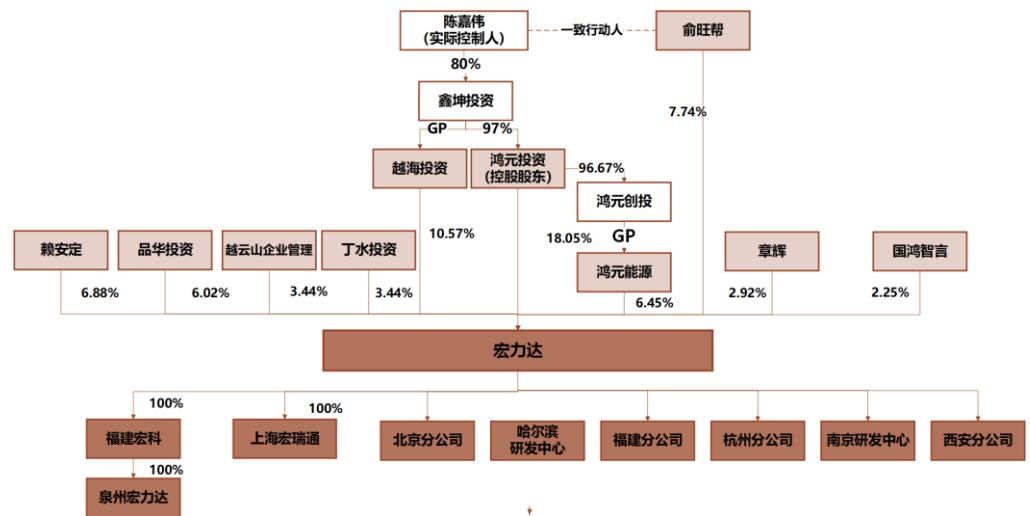 陈嘉伟
（实际控制人）
一致行动人
俞旺帮
80%
鑫坤投资
7.74%
GP
97%
越海投资
鸿元投资
（控股股东）
96.67%
鸿元创投
10.57%
18.05%
GP
赖安定
品华投资
越云山企业管理
丁水投资
鸿元能源
章辉
国鸿智言
6.88%
6.02%
3.44%
3.44%
6.45%
2.92%
2.25%
宏力达
100%
100%
福建宏科
上海宏瑞通
北京分公司
哈尔滨
研发中心
福建分公司
杭州分公司
南京研发中心
西安分公司
100%
泉州宏力达